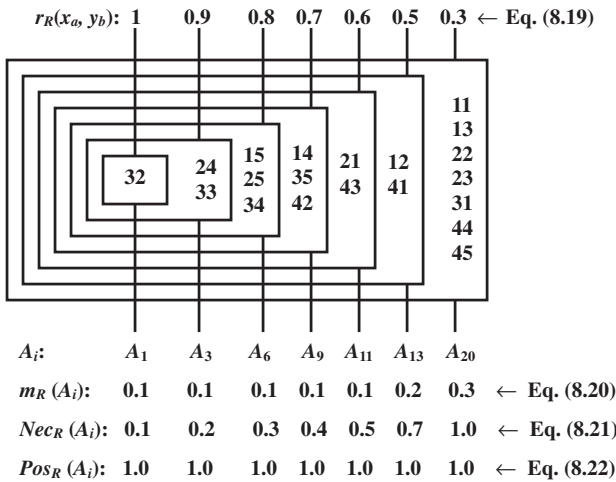 r_R(x_a, y_b): 1 0.9 0.8 0.7 0.6 0.5 0.3 ← Eq. (8.19)
11
13
15 14 21 12 22
32 24 25 35 43 41 23
33 34 42 31
44
45
A_i: A_1 A_3 A_6 A_9 A_11 A_13 A_20
m_R (A_i): 0.1 0.1 0.1 0.1 0.1 0.2 0.3 ← Eq. (8.20)
Nec_R (A_i): 0.1 0.2 0.3 0.4 0.5 0.7 1.0 ← Eq. (8.21)
Pos_R (A_i): 1.0 1.0 1.0 1.0 1.0 1.0 1.0 ← Eq. (8.22)